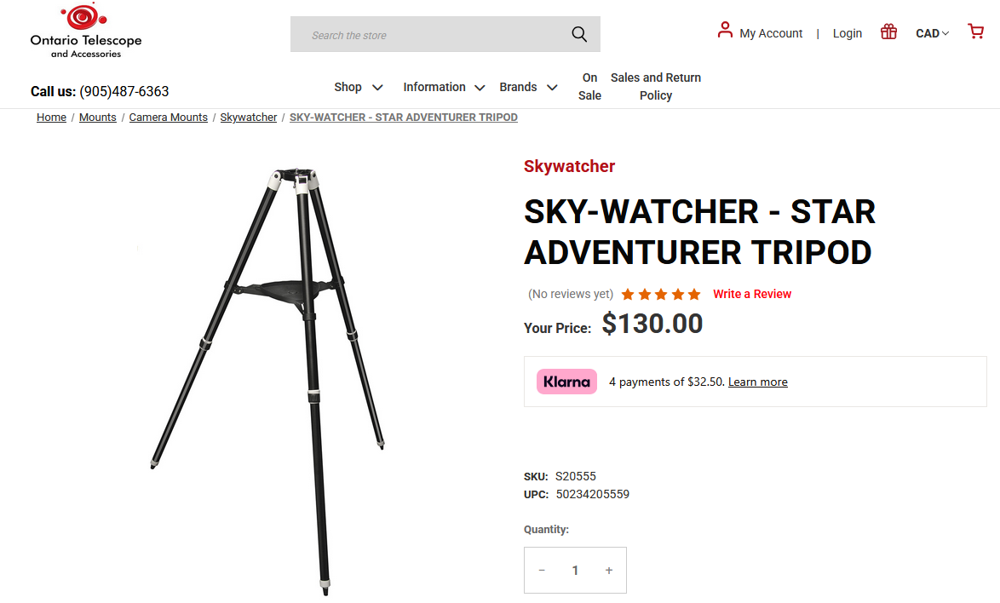 Ontario Telescope
and Accessories
Search the store
My Account | Login CAD
Call us: (905)487-6363
Shop Information Brands On Sale Sales and Return Policy
Home / Mounts / Camera Mounts / Skywatcher / SKY-WATCHER - STAR ADVENTURER TRIPOD
Skywatcher
SKY-WATCHER - STAR
ADVENTURER TRIPOD
(No reviews yet) Write a Review
Your Price: $130.00
Klarna 4 payments of $32.50. Learn more
SKU: S20555
UPC: 50234205559
Quantity:
− 1 +